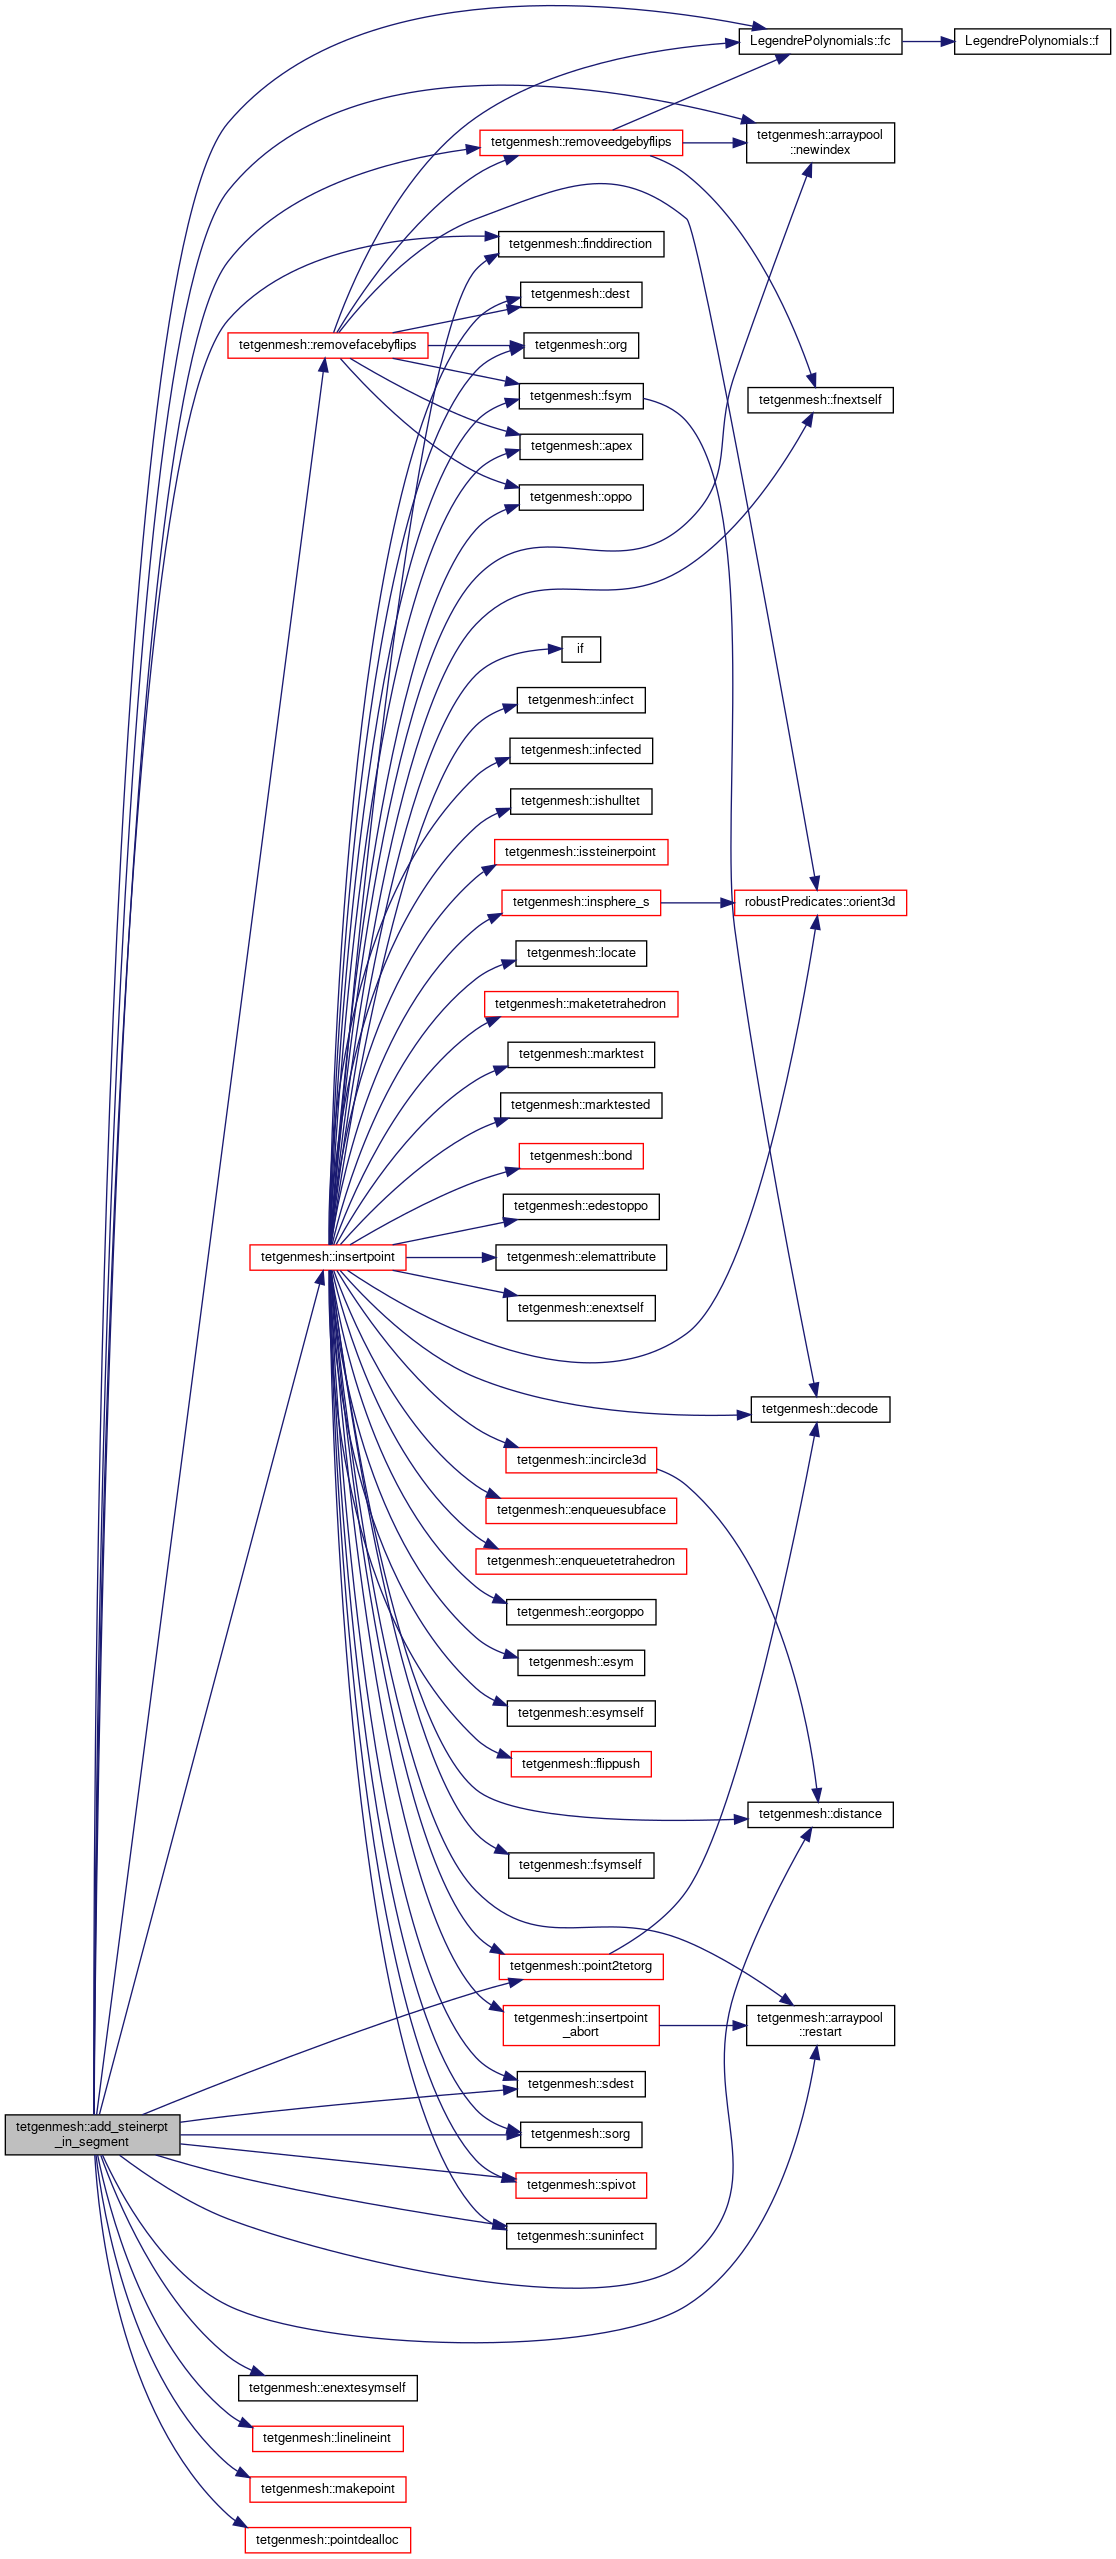 LegendrePolynomials::fc
LegendrePolynomials::f
tetgenmesh::arraypool
::newindex
tetgenmesh::removeedgebyflips
tetgenmesh::finddirection
tetgenmesh::dest
tetgenmesh::removefacebyflips
tetgenmesh::org
tetgenmesh::fsym
tetgenmesh::fnextself
tetgenmesh::apex
tetgenmesh::oppo
if
tetgenmesh::infect
tetgenmesh::infected
tetgenmesh::ishulltet
tetgenmesh::issteinerpoint
tetgenmesh::insphere_s
robustPredicates::orient3d
tetgenmesh::locate
tetgenmesh::maketetrahedron
tetgenmesh::marktest
tetgenmesh::marktested
tetgenmesh::bond
tetgenmesh::edestoppo
tetgenmesh::insertpoint
tetgenmesh::elemattribute
tetgenmesh::enextself
tetgenmesh::decode
tetgenmesh::incircle3d
tetgenmesh::enqueuesubface
tetgenmesh::enqueuetetrahedron
tetgenmesh::eorgoppo
tetgenmesh::esym
tetgenmesh::esymself
tetgenmesh::flippush
tetgenmesh::distance
tetgenmesh::fsymself
tetgenmesh::point2tetorg
tetgenmesh::insertpoint
_abort
tetgenmesh::arraypool
::restart
tetgenmesh::sdest
tetgenmesh::add_steinerpt
_in_segment
tetgenmesh::sorg
tetgenmesh::spivot
tetgenmesh::suninfect
tetgenmesh::enextesymself
tetgenmesh::linelineint
tetgenmesh::makepoint
tetgenmesh::pointdealloc